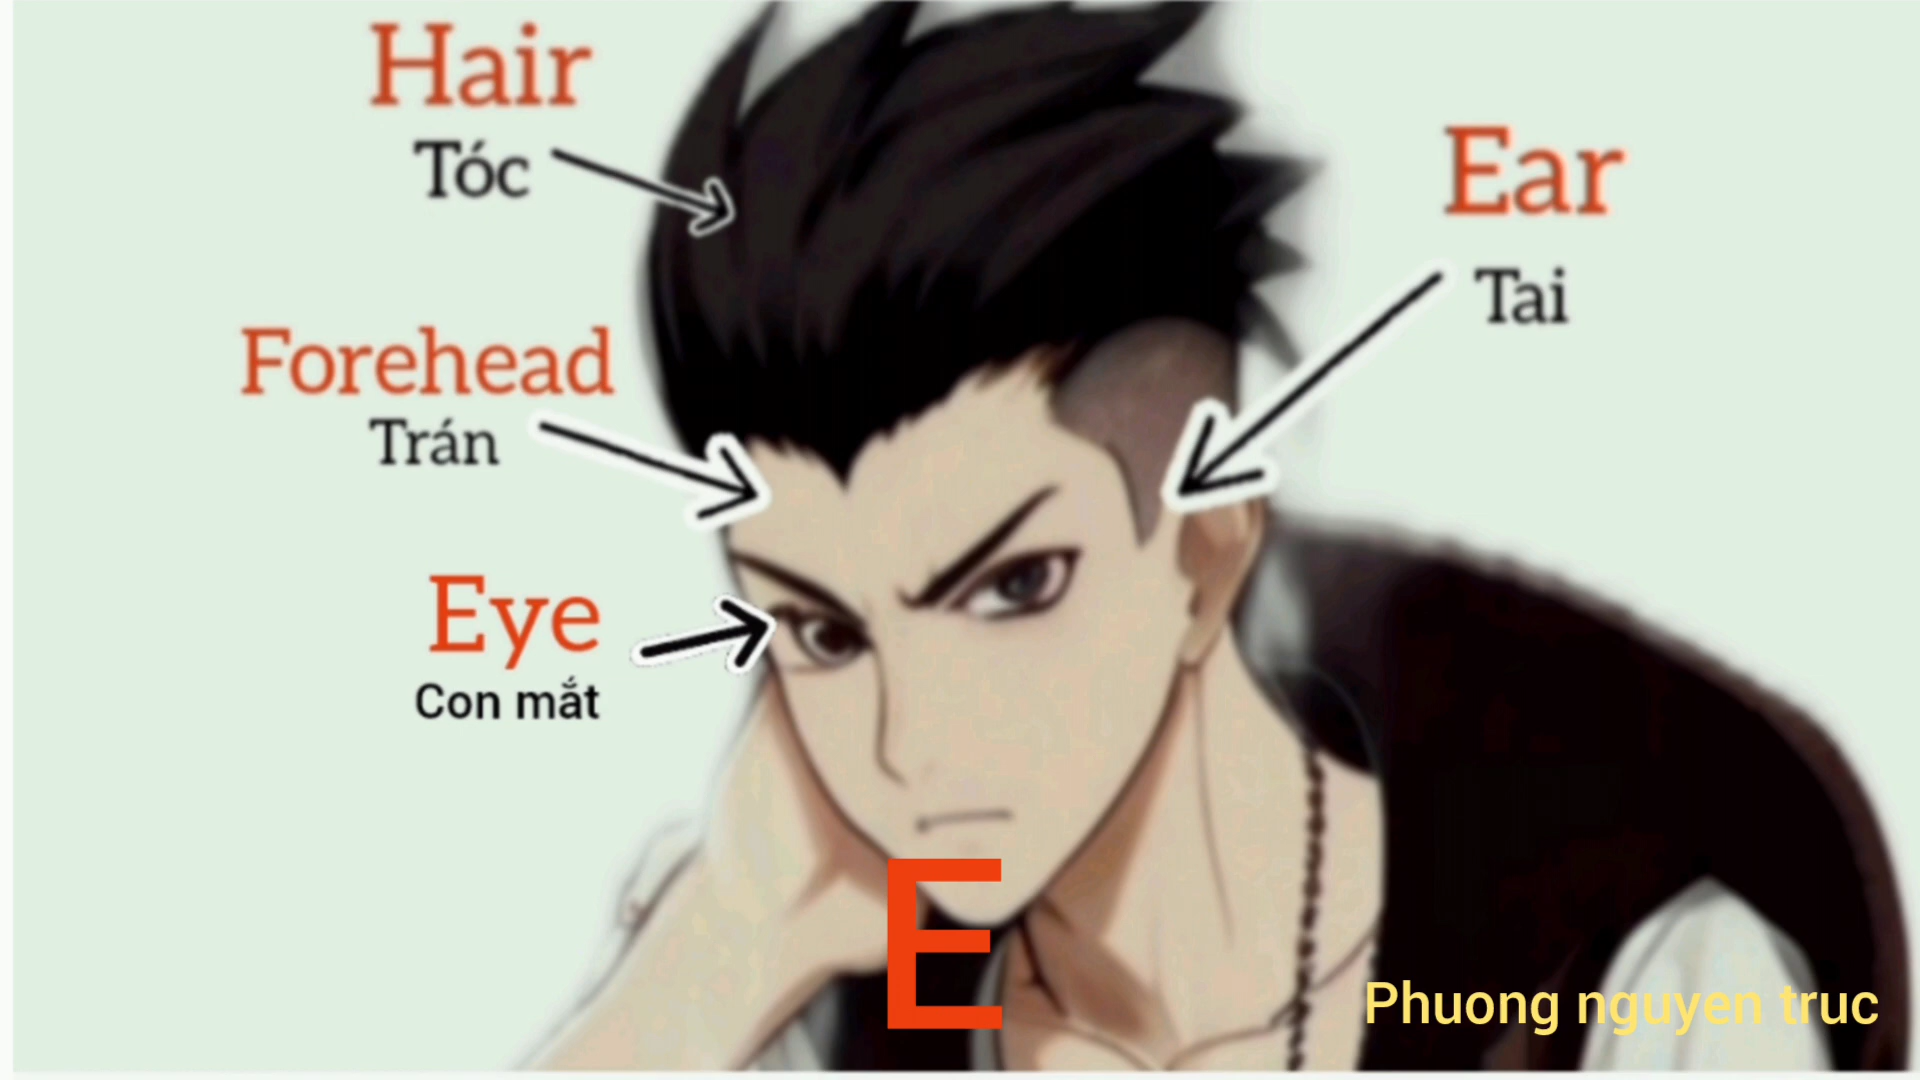 Hair
Tóc
Ear
Tai
Forehead
Trán
Eye
Con mắt
E
Phuong nguyen truc